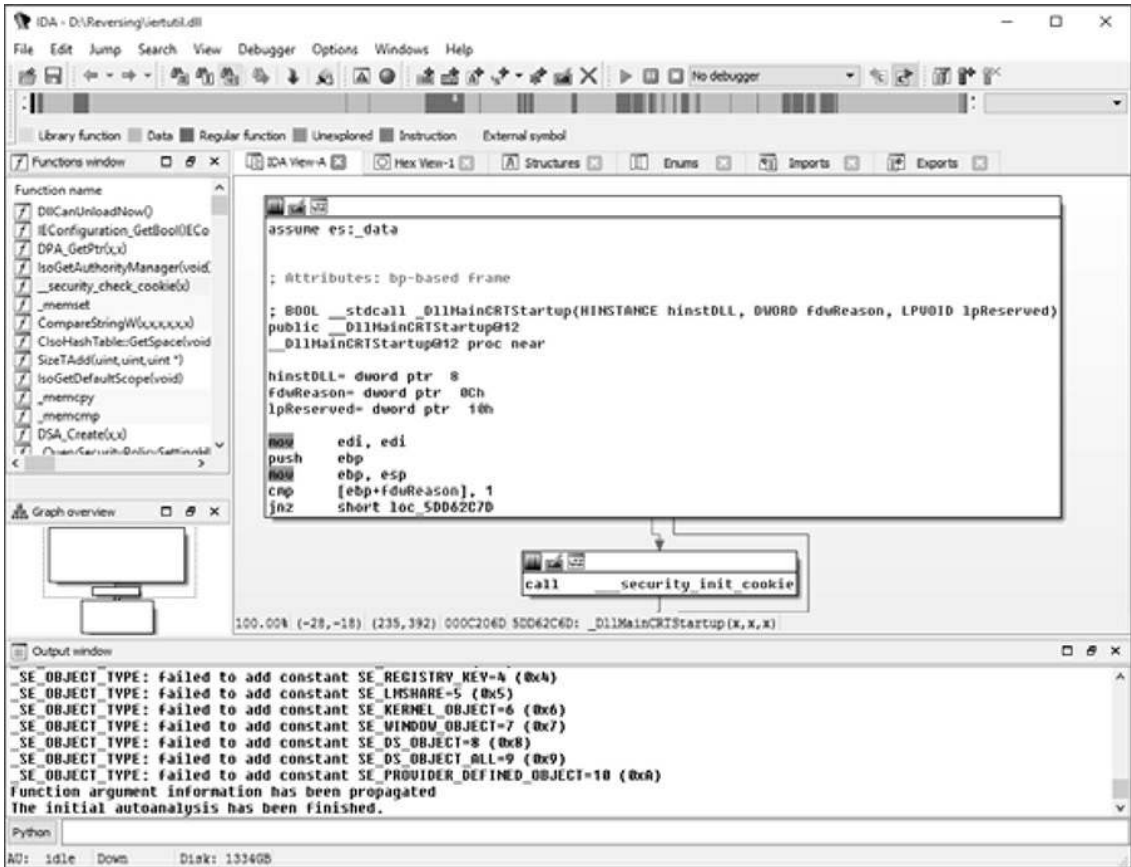 IDA - D:\Reversing\iertutil.dll
File Edit Jump Search View Debugger Options Windows Help
No debugger
Library function Data Regular function Unexplored Instruction External symbol
Functions window
IDA View-A Hex View-1 Structures Enums Imports Exports
Function name
DllCanUnloadNow()
IEConfiguration_GetBool(IECo
DPA_GetPtr(x,x)
IsoGetAuthorityManager(void)
__security_check_cookie(x)
_memset
CompareStringW(x,x,x,x,x,x)
CIsoHashTable::GetSpace(void
SizeTAdd(uint,uint,uint *)
IsoGetDefaultScope(void)
_memcpy
_memcmp
DSA_Create(x,x)
assume es:_data
; Attributes: bp-based frame
; BOOL __stdcall _DllMainCRTStartup(HINSTANCE hinstDLL, DWORD fdwReason, LPVOID lpReserved)
public __DllMainCRTStartup@12
__DllMainCRTStartup@12 proc near
hinstDLL= dword ptr 8
fdwReason= dword ptr 0Ch
lpReserved= dword ptr 10h
mov edi, edi
push ebp
mov ebp, esp
cmp [ebp+fdwReason], 1
jnz short loc_5DD62C7D
Graph overview
call ___security_init_cookie
100.00% (-28,-18) (235,392) 000C206D 5DD62C6D: _DllMainCRTStartup(x,x,x)
Output window
_SE_OBJECT_TYPE: failed to add constant SE_REGISTRY_KEY=4 (0x4)
_SE_OBJECT_TYPE: failed to add constant SE_LMSHARE=5 (0x5)
_SE_OBJECT_TYPE: failed to add constant SE_KERNEL_OBJECT=6 (0x6)
_SE_OBJECT_TYPE: failed to add constant SE_WINDOW_OBJECT=7 (0x7)
_SE_OBJECT_TYPE: failed to add constant SE_DS_OBJECT=8 (0x8)
_SE_OBJECT_TYPE: failed to add constant SE_DS_OBJECT_ALL=9 (0x9)
_SE_OBJECT_TYPE: failed to add constant SE_PROVIDER_DEFINED_OBJECT=10 (0xA)
Function argument information has been propagated
The initial autoanalysis has been finished.
Python
AU: idle Down Disk: 1334GB